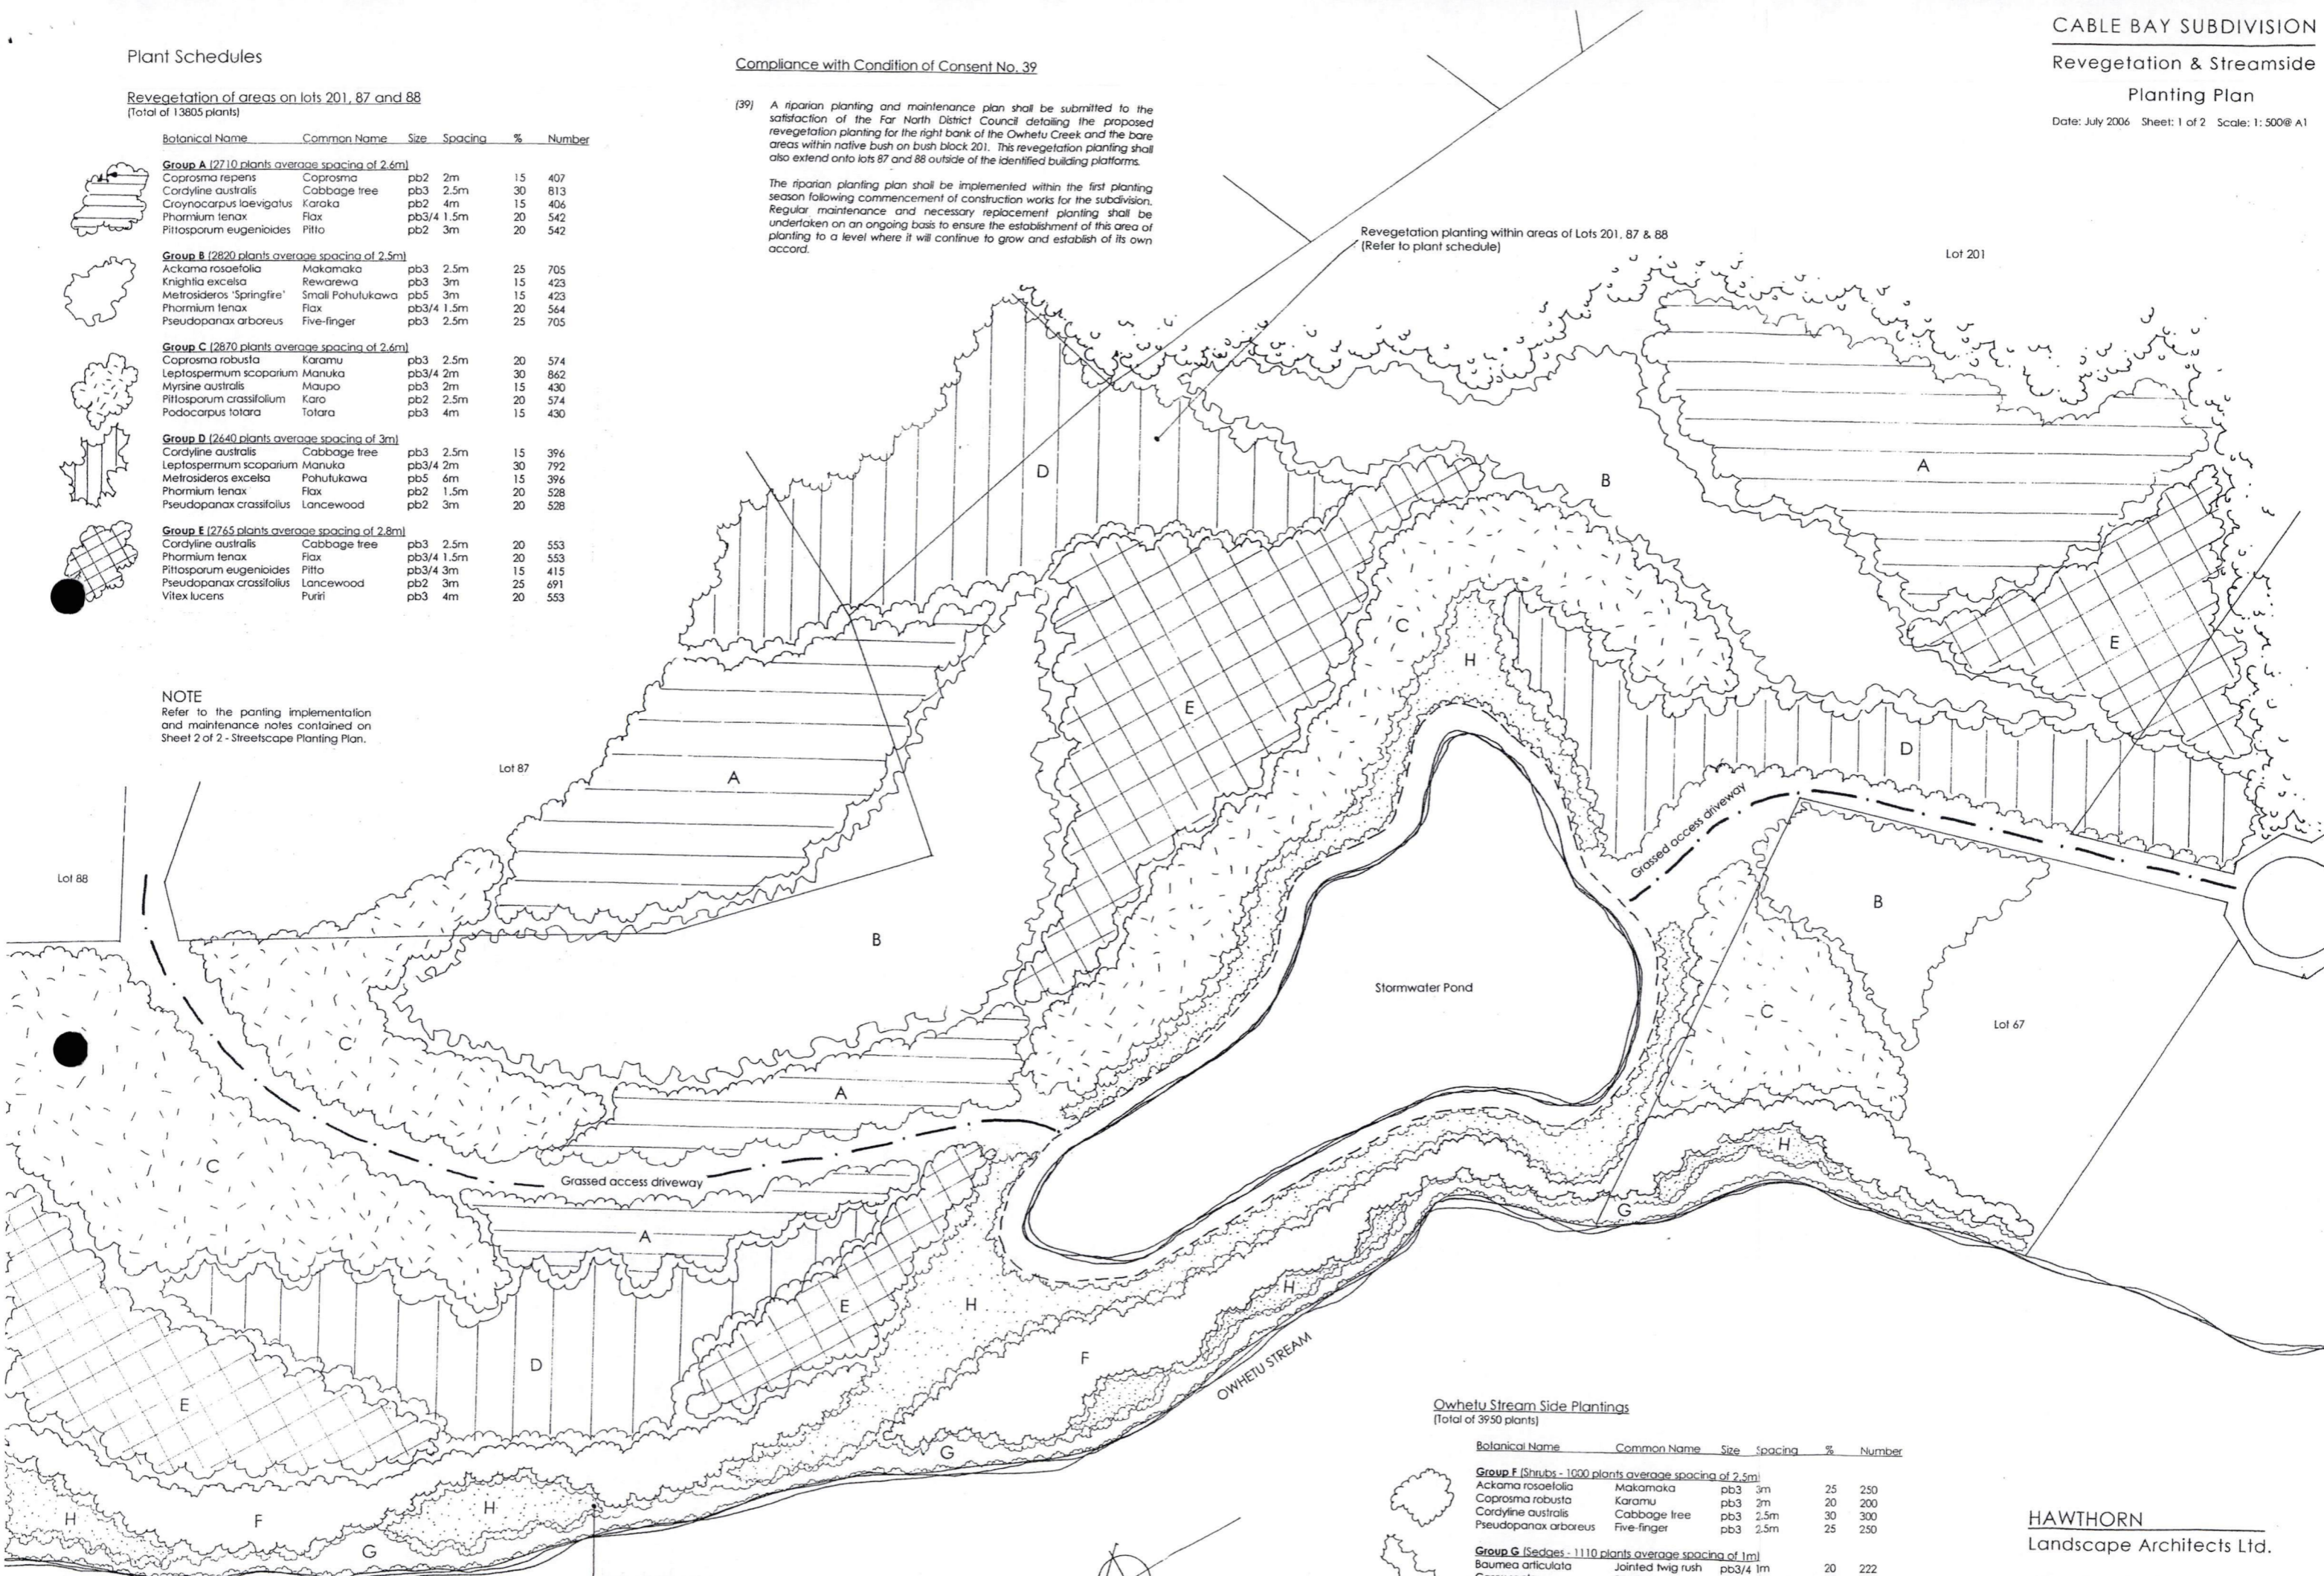 CABLE BAY SUBDIVISION
Revegetation & Streamside
Planting Plan
Date: July 2006 Sheet: 1 of 2 Scale: 1: 500@ A1
Plant Schedules
Revegetation of areas on lots 201, 87 and 88
(Total of 13805 plants)
Botanical Name Common Name Size Spacing % Number
Group A (2710 plants average spacing of 2.6m)
Coprosma repens Coprosma pb2 2m 15 407
Cordyline australis Cabbage tree pb3 2.5m 30 813
Croynocarpus laevigatus Karaka pb2 4m 15 406
Phormium tenax Flax pb3/4 1.5m 20 542
Pittosporum eugenioides Pitto pb2 3m 20 542
Group B (2820 plants average spacing of 2.5m)
Ackama rosaefolia Makamaka pb3 2.5m 25 705
Knightia excelsa Rewarewa pb3 3m 15 423
Metrosideros 'Springfire' Small Pohutukawa pb5 3m 15 423
Phormium tenax Flax pb3/4 1.5m 20 564
Pseudopanax arboreus Five-finger pb3 2.5m 25 705
Group C (2870 plants average spacing of 2.6m)
Coprosma robusta Karamu pb3 2.5m 20 574
Leptospermum scoparium Manuka pb3/4 2m 30 862
Myrsine australis Maupo pb3 2m 15 430
Pittosporum crassifolium Karo pb2 2.5m 20 574
Podocarpus totara Totara pb3 4m 15 430
Group D (2640 plants average spacing of 3m)
Cordyline australis Cabbage tree pb3 2.5m 15 396
Leptospermum scoparium Manuka pb3/4 2m 30 792
Metrosideros excelsa Pohutukawa pb5 6m 15 396
Phormium tenax Flax pb2 1.5m 20 528
Pseudopanax crassifolius Lancewood pb2 3m 20 528
Group E (2765 plants average spacing of 2.8m)
Cordyline australis Cabbage tree pb3 2.5m 20 553
Phormium tenax Flax pb3/4 1.5m 20 553
Pittosporum eugenioides Pitto pb3/4 3m 15 415
Pseudopanax crassifolius Lancewood pb2 3m 25 691
Vitex lucens Puriri pb3 4m 20 553
NOTE
Refer to the panting implementation
and maintenance notes contained on
Sheet 2 of 2 - Streetscape Planting Plan.
Compliance with Condition of Consent No. 39
(39) A riparian planting and maintenance plan shall be submitted to the
satisfaction of the Far North District Council detailing the proposed
revegetation planting for the right bank of the Owhetu Creek and the bare
areas within native bush on bush block 201. This revegetation planting shall
also extend onto lots 87 and 88 outside of the identified building platforms.
The riparian planting plan shall be implemented within the first planting
season following commencement of construction works for the subdivision.
Regular maintenance and necessary replacement planting shall be
undertaken on an ongoing basis to ensure the establishment of this area of
planting to a level where it will continue to grow and establish of its own
accord.
Revegetation planting within areas of Lots 201, 87 & 88
(Refer to plant schedule)
Lot 201
A
D
B
C
E
H
E
D
E
A
Lot 87
Grassed access driveway
Lot 88
B
B
Stormwater Pond
C
Lot 67
C
A
C
H
Grassed access driveway
G
A
H
E
H
D
F
OWHETU STREAM
E
G
H
H
F
G
Owhetu Stream Side Plantings
(Total of 3950 plants)
Botanical Name Common Name Size Spacing % Number
Group F (Shrubs - 1000 plants average spacing of 2.5m)
Ackama rosaefolia Makamaka pb3 3m 25 250
Coprosma robusta Karamu pb3 2m 20 200
Cordyline australis Cabbage tree pb3 2.5m 30 300
Pseudopanax arboreus Five-finger pb3 2.5m 25 250
Group G (Sedges - 1110 plants average spacing of 1m)
Baumea articulata Jointed twig rush pb3/4 1m 20 222
HAWTHORN
Landscape Architects Ltd.